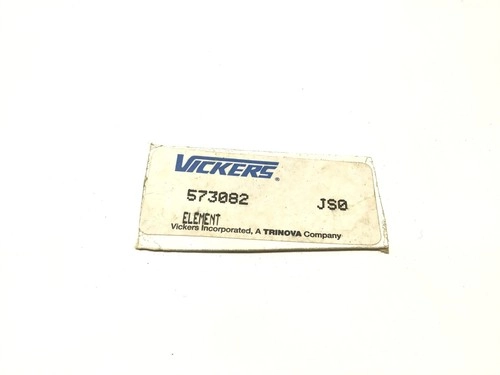 VICKERS®
573082 JS0
ELEMENT
Vickers Incorporated, A TRINOVA Company